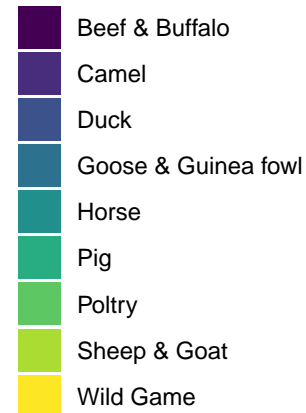 Beef & Buffalo
Camel
Duck
Goose & Guinea fowl
Horse
Pig
Poltry
Sheep & Goat
Wild Game